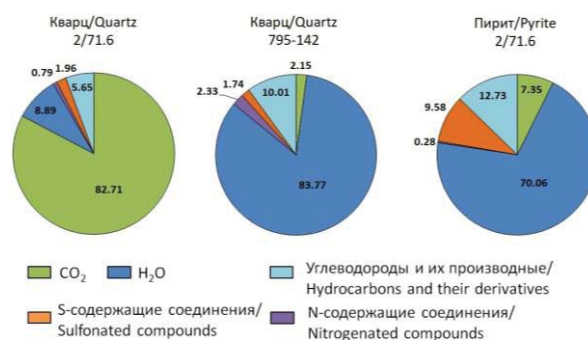 Кварц/Quartz
2/71.6
Кварц/Quartz
795-142
Пирит/Pyrite
2/71.6
0.79
1.96
5.65
8.89
82.71
2.33
1.74
10.01
2.15
83.77
0.28
9.58
12.73
7.35
70.06
CO₂
H₂O
Углеводороды и их производные/
Hydrocarbons and their derivatives
S-содержащие соединения/
Sulfonated compounds
N-содержащие соединения/
Nitrogenated compounds